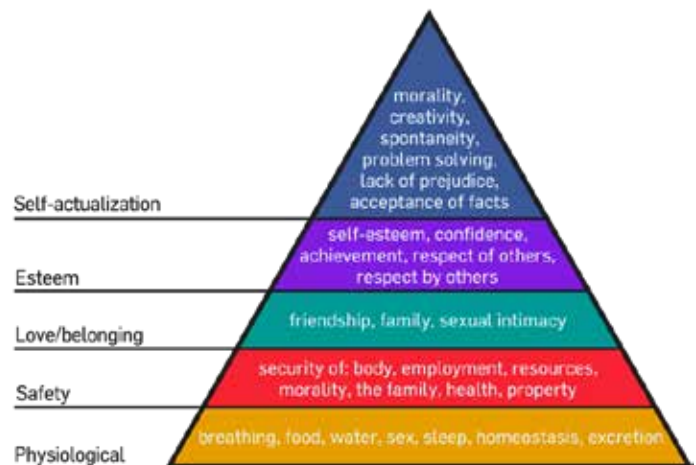 morality,
creativity,
spontaneity,
problem solving,
lack of prejudice,
acceptance of facts
Self-actualization
self-esteem, confidence,
achievement, respect of others,
respect by others
Esteem
friendship, family, sexual intimacy
Love/belonging
security of: body, employment, resources,
morality, the family, health, property
Safety
breathing, food, water, sex, sleep, homeostasis, excretion
Physiological